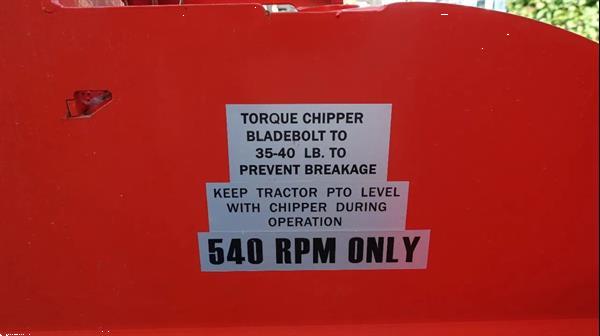 TORQUE CHIPPER
BLADEBOLT TO
35-40 LB. TO
PREVENT BREAKAGE
KEEP TRACTOR PTO LEVEL
WITH CHIPPER DURING
OPERATION
540 RPM ONLY